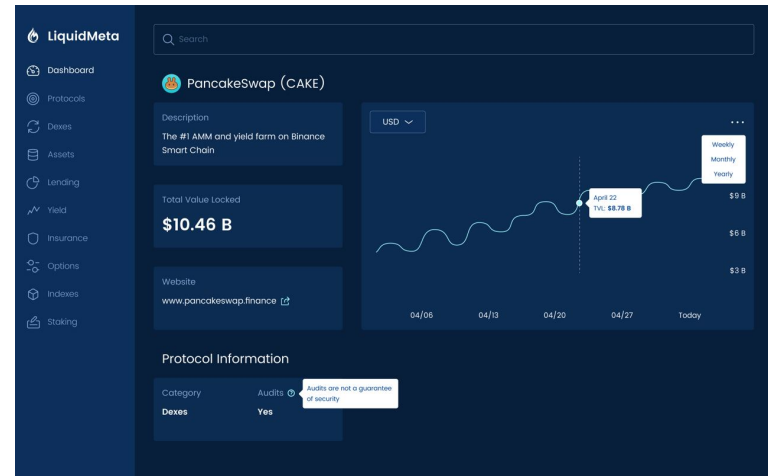 LiquidMeta
Dashboard
Protocols
Dexes
Assets
Lending
Yield
Insurance
Options
Indexes
Staking
Search
PancakeSwap (CAKE)
Description
The #1 AMM and yield farm on Binance
Smart Chain
Total Value Locked
$10.46 B
Website
www.pancakeswap.finance
USD
Weekly
Monthly
Yearly
April 22
TVL: $8.78 B
$9 B
$6 B
$3 B
04/06 04/13 04/20 04/27 Today
Protocol Information
Category Audits
Dexes Yes
Audits are not a guarantee
of security